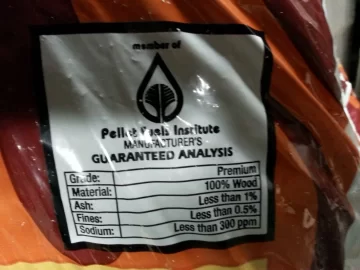 member of
Pellet Fuels Institute
MANUFACTURER'S
GUARANTEED ANALYSIS
Grade: Premium
Material: 100% Wood
Ash: Less than 1%
Fines: Less than 0.5%
Sodium: Less than 300 ppm